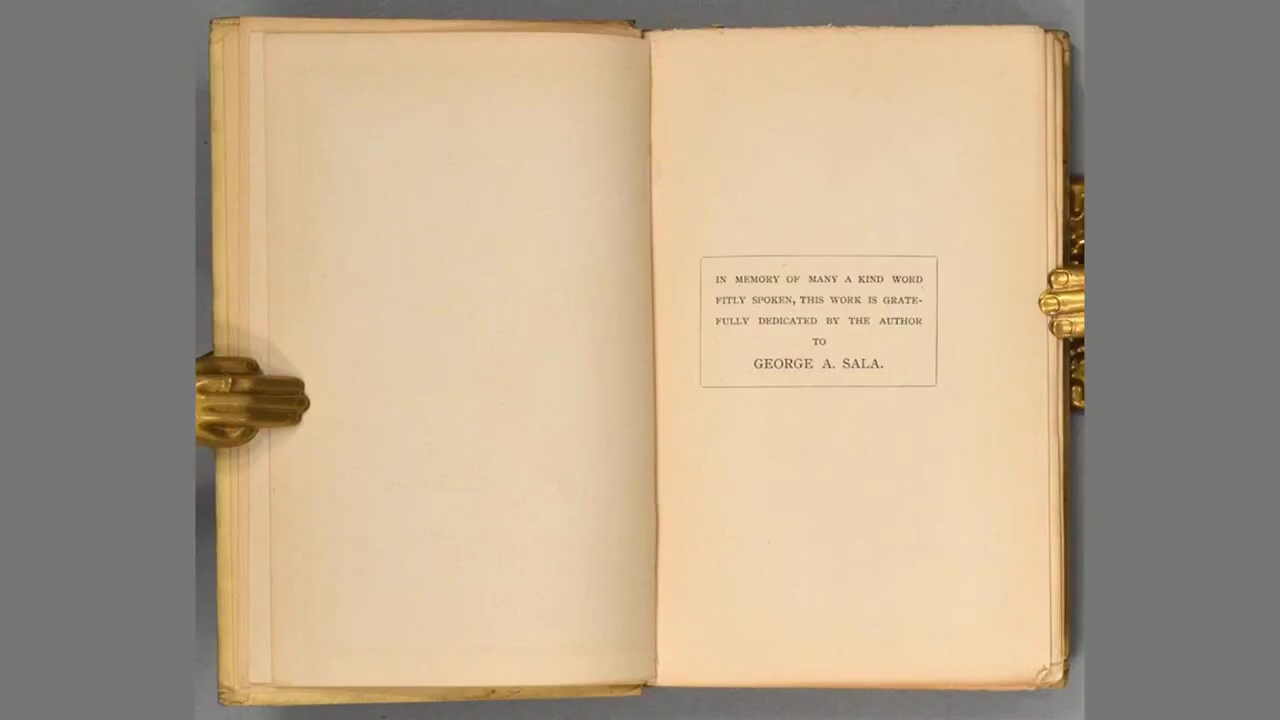 IN MEMORY OF MANY A KIND WORD
FITLY SPOKEN, THIS WORK IS GRATE-
FULLY DEDICATED BY THE AUTHOR
TO
GEORGE A. SALA.